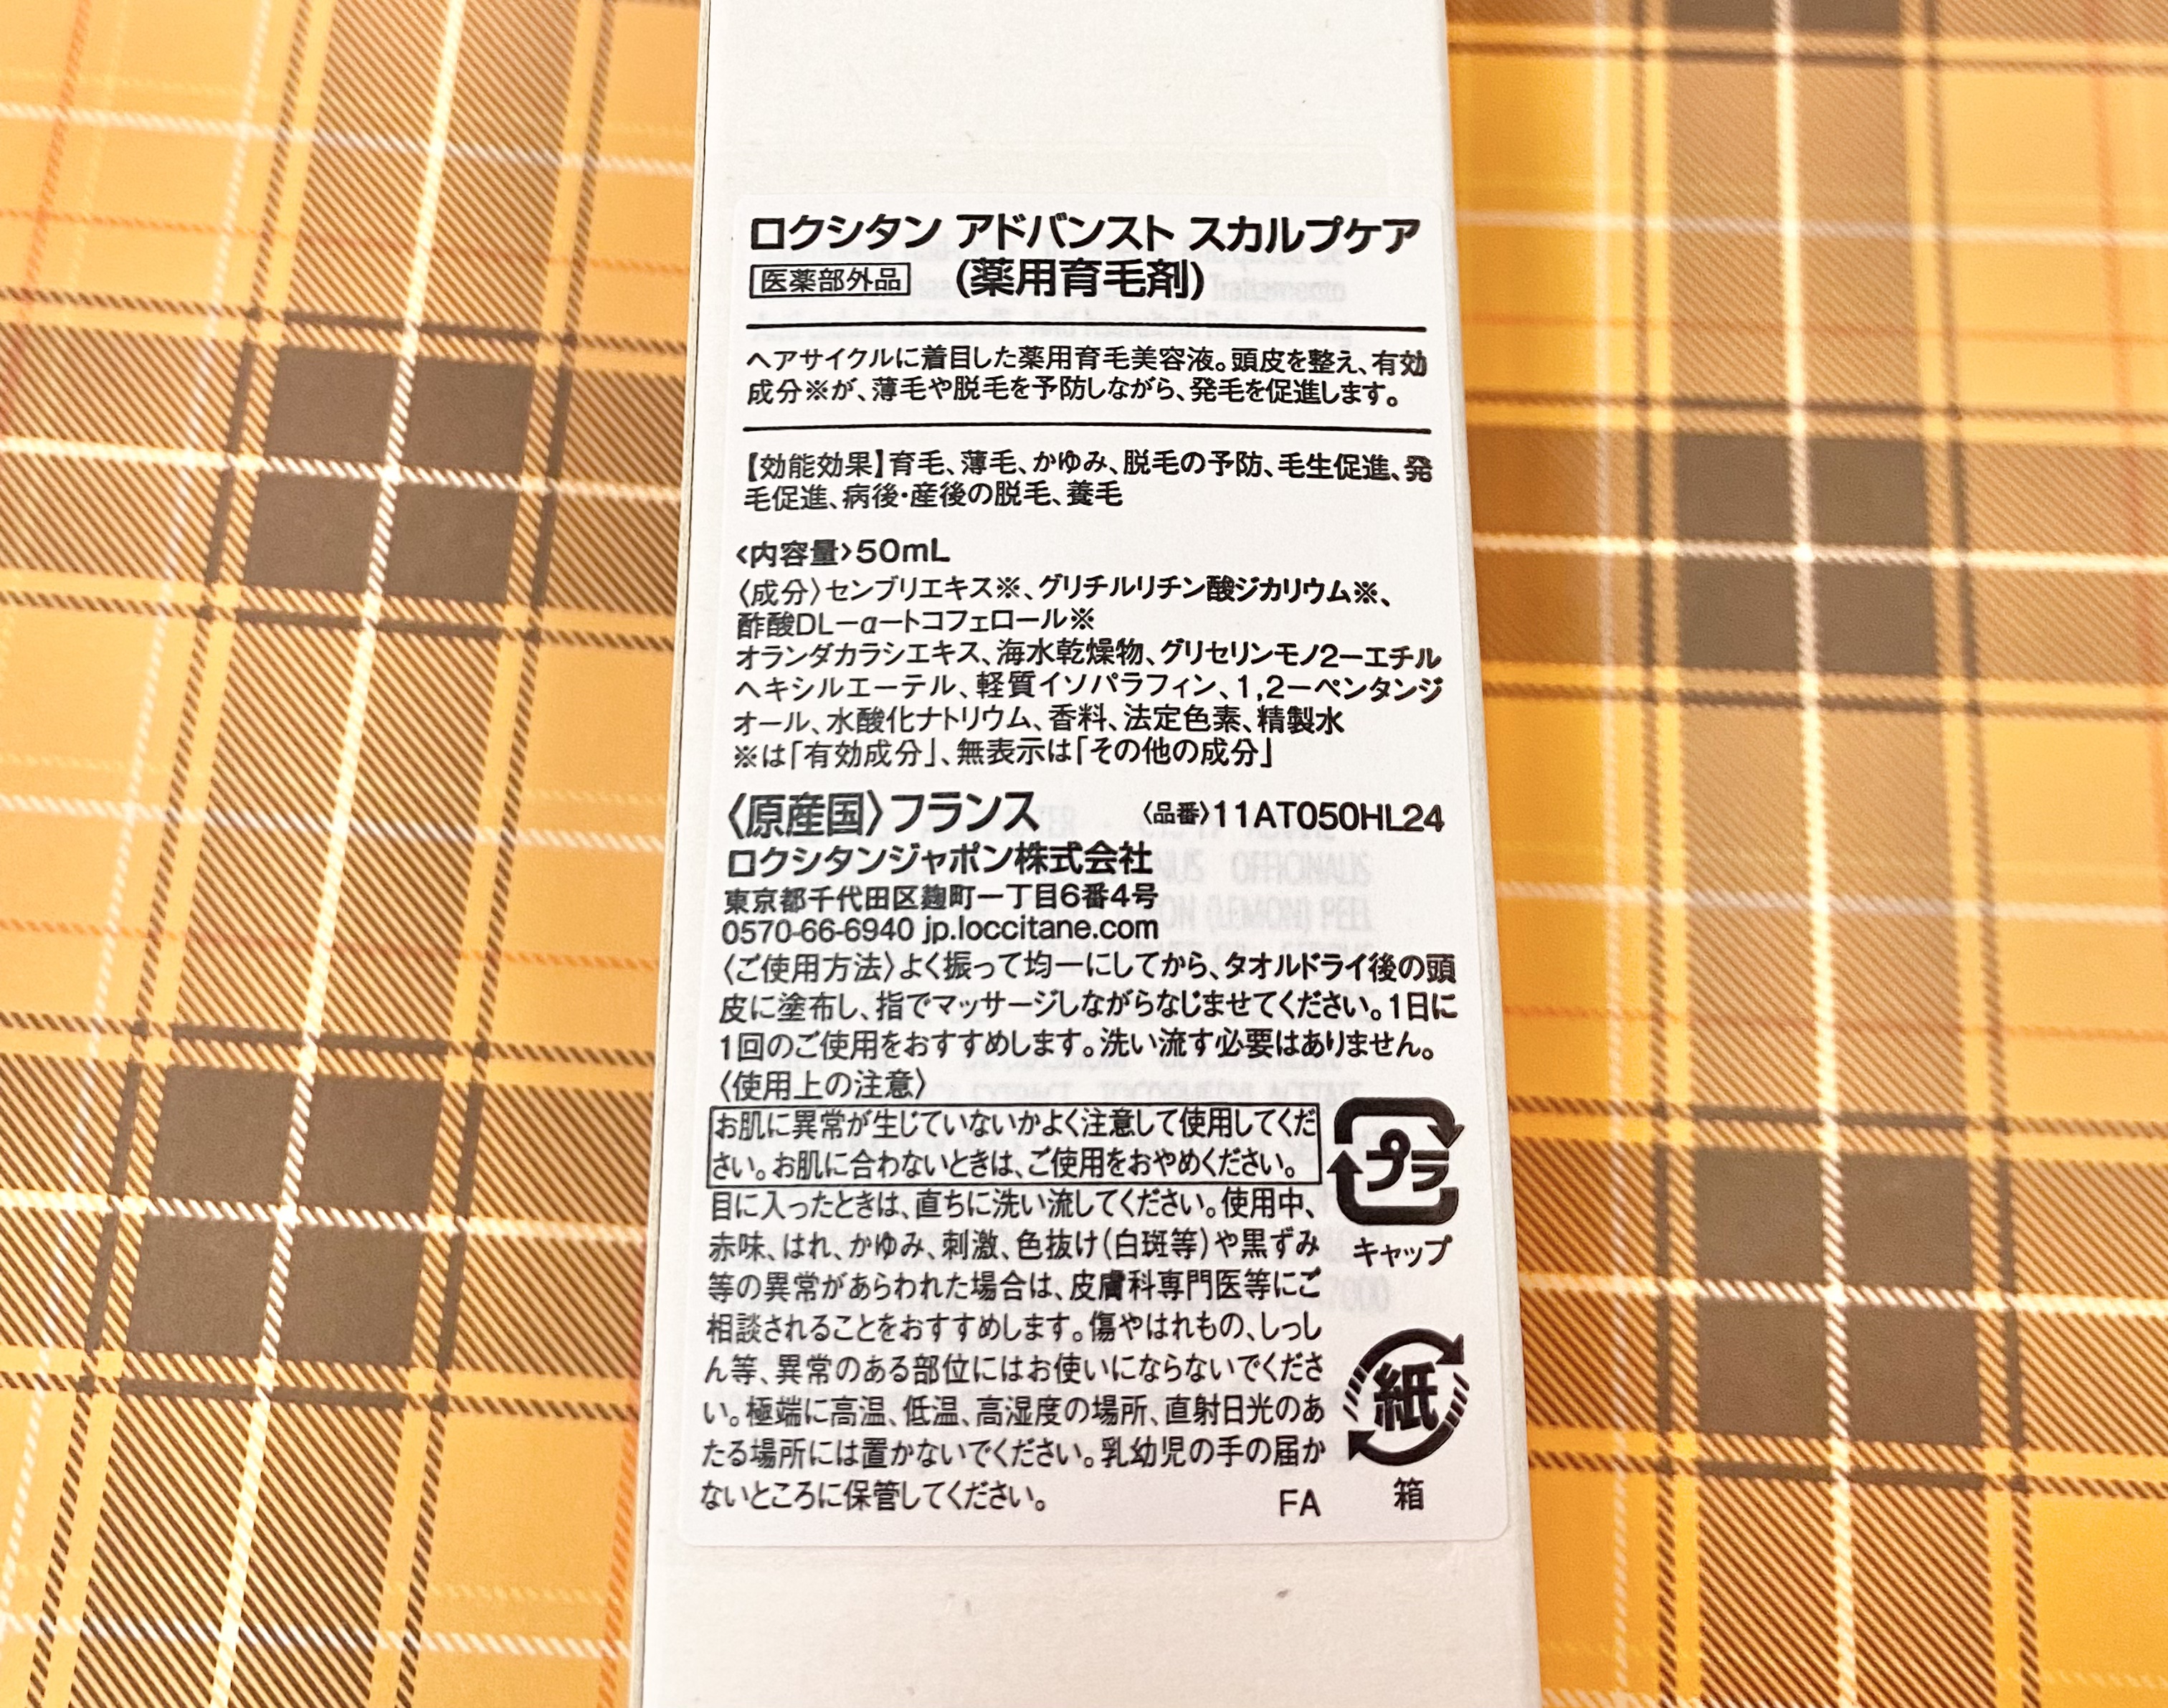 ロクシタン アドバンスト スカルプケア
医薬部外品 (薬用育毛剤)
ヘアサイクルに着目した薬用育毛美容液。頭皮を整え、有効
成分※が、薄毛や脱毛を予防しながら、発毛を促進します。
【効能効果】育毛、薄毛、かゆみ、脱毛の予防、毛生促進、発
毛促進、病後・産後の脱毛、養毛
<内容量>50mL
〈成分〉センブリエキス※、グリチルリチン酸ジカリウム※、
酢酸DL－α－トコフェロール※
オランダカラシエキス、海水乾燥物、グリセリンモノ2－エチル
ヘキシルエーテル、軽質イソパラフィン、1,2－ペンタンジ
オール、水酸化ナトリウム、香料、法定色素、精製水
※は「有効成分」、無表示は「その他の成分」
〈原産国〉フランス 〈品番〉11AT050HL24
ロクシタンジャポン株式会社
東京都千代田区麹町一丁目6番4号
0570-66-6940 jp.loccitane.com
〈ご使用方法〉よく振って均一にしてから、タオルドライ後の頭
皮に塗布し、指でマッサージしながらなじませてください。1日に
1回のご使用をおすすめします。洗い流す必要はありません。
〈使用上の注意〉
お肌に異常が生じていないかよく注意して使用してくだ
さい。お肌に合わないときは、ご使用をおやめください。
目に入ったときは、直ちに洗い流してください。使用中、
赤味、はれ、かゆみ、刺激、色抜け(白斑等)や黒ずみ
等の異常があらわれた場合は、皮膚科専門医等にご
相談されることをおすすめします。傷やはれもの、しっし
ん等、異常のある部位にはお使いにならないでくださ
い。極端に高温、低温、高湿度の場所、直射日光のあ
たる場所には置かないでください。乳幼児の手の届か
ないところに保管してください。
FA
プラ
キャップ
紙
箱